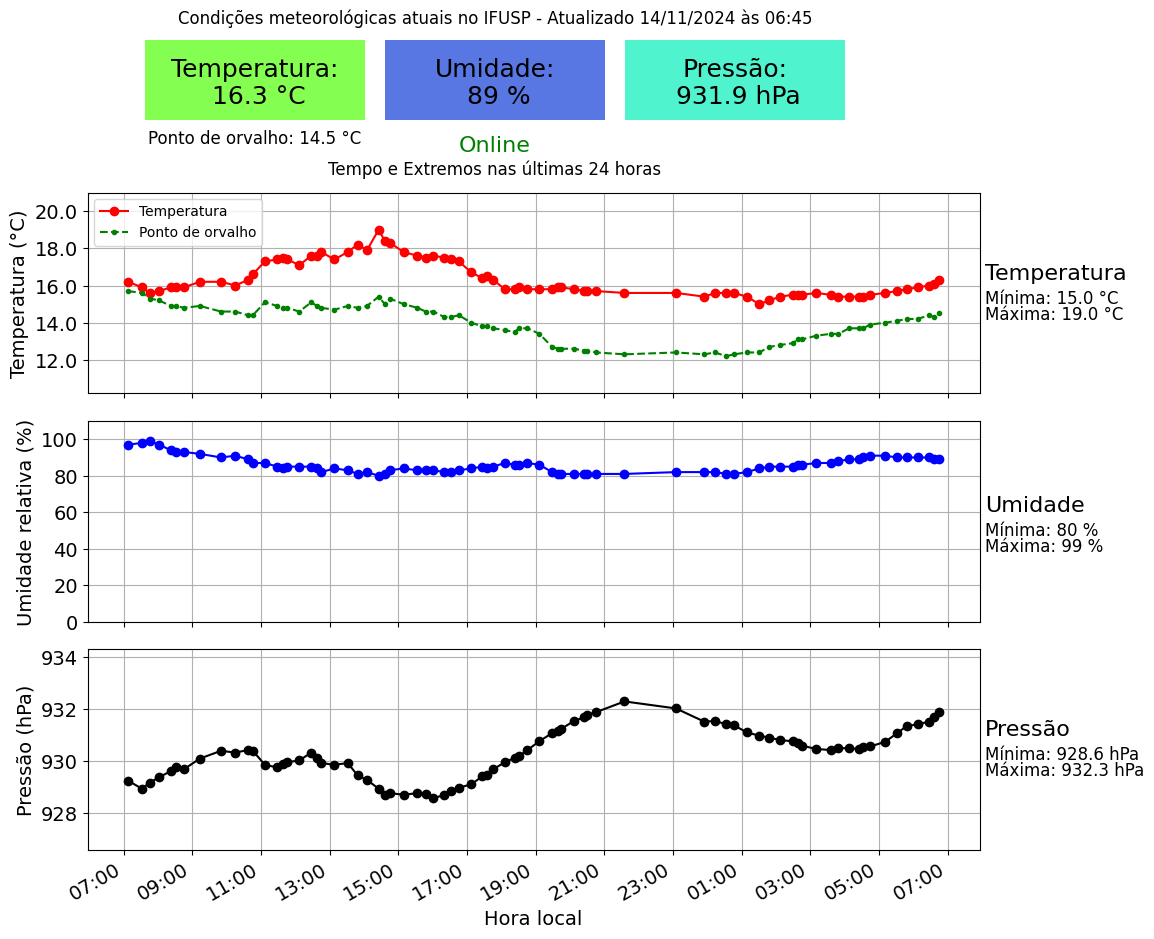 Condições meteorológicas atuais no IFUSP - Atualizado 14/11/2024 às 06:45
Temperatura:
16.3 °C
Umidade:
89 %
Pressão:
931.9 hPa
Ponto de orvalho: 14.5 °C
Online
Tempo e Extremos nas últimas 24 horas
Temperatura (°C)
20.0
18.0
16.0
14.0
12.0
Temperatura
Ponto de orvalho
Temperatura
Mínima: 15.0 °C
Máxima: 19.0 °C
Umidade relativa (%)
100
80
60
40
20
0
Umidade
Mínima: 80 %
Máxima: 99 %
Pressão (hPa)
934
932
930
928
Pressão
Mínima: 928.6 hPa
Máxima: 932.3 hPa
07:00
09:00
11:00
13:00
15:00
17:00
19:00
21:00
23:00
01:00
03:00
05:00
07:00
Hora local